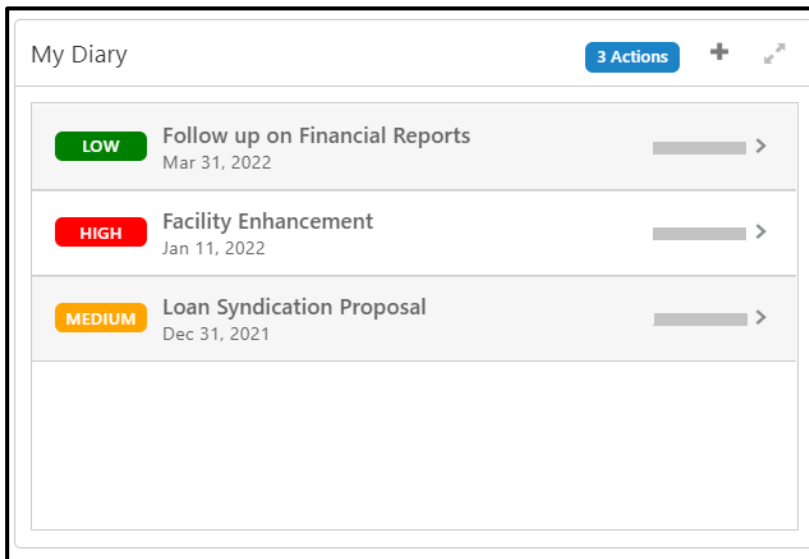 My Diary
3 Actions
LOW
Follow up on Financial Reports
Mar 31, 2022
HIGH
Facility Enhancement
Jan 11, 2022
MEDIUM
Loan Syndication Proposal
Dec 31, 2021